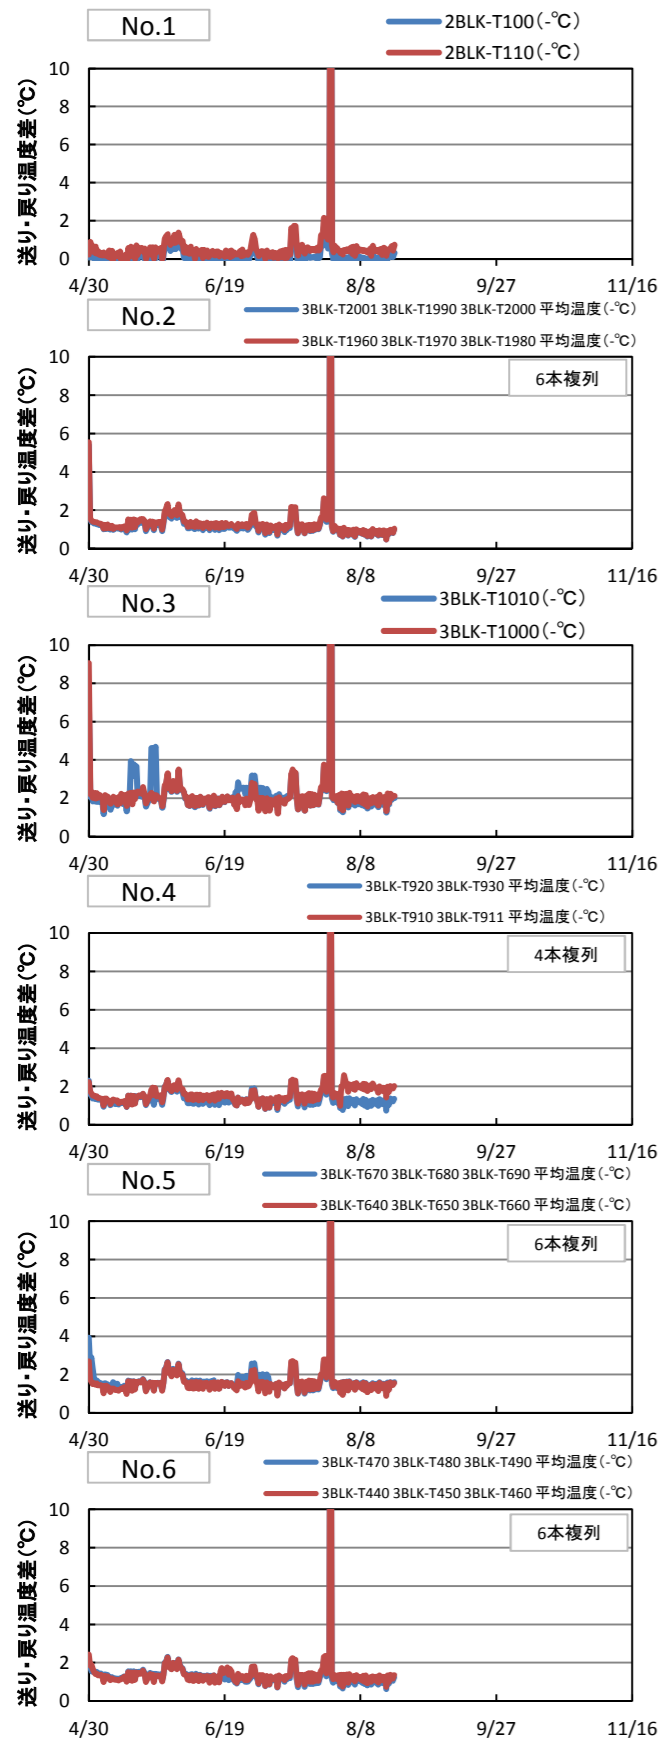 No.1
2BLK-T100(-℃)
2BLK-T110(-℃)
送り・戻り温度差(℃)
10
8
6
4
2
0
4/30 6/19 8/8 9/27 11/16
No.2
3BLK-T2001 3BLK-T1990 3BLK-T2000 平均温度(-℃)
3BLK-T1960 3BLK-T1970 3BLK-T1980 平均温度(-℃)
6本複列
送り・戻り温度差(℃)
10
8
6
4
2
0
4/30 6/19 8/8 9/27 11/16
No.3
3BLK-T1010(-℃)
3BLK-T1000(-℃)
送り・戻り温度差(℃)
10
8
6
4
2
0
4/30 6/19 8/8 9/27 11/16
No.4
3BLK-T920 3BLK-T930 平均温度(-℃)
3BLK-T910 3BLK-T911 平均温度(-℃)
4本複列
送り・戻り温度差(℃)
10
8
6
4
2
0
4/30 6/19 8/8 9/27 11/16
No.5
3BLK-T670 3BLK-T680 3BLK-T690 平均温度(-℃)
3BLK-T640 3BLK-T650 3BLK-T660 平均温度(-℃)
6本複列
送り・戻り温度差(℃)
10
8
6
4
2
0
4/30 6/19 8/8 9/27 11/16
No.6
3BLK-T470 3BLK-T480 3BLK-T490 平均温度(-℃)
3BLK-T440 3BLK-T450 3BLK-T460 平均温度(-℃)
6本複列
送り・戻り温度差(℃)
10
8
6
4
2
0
4/30 6/19 8/8 9/27 11/16